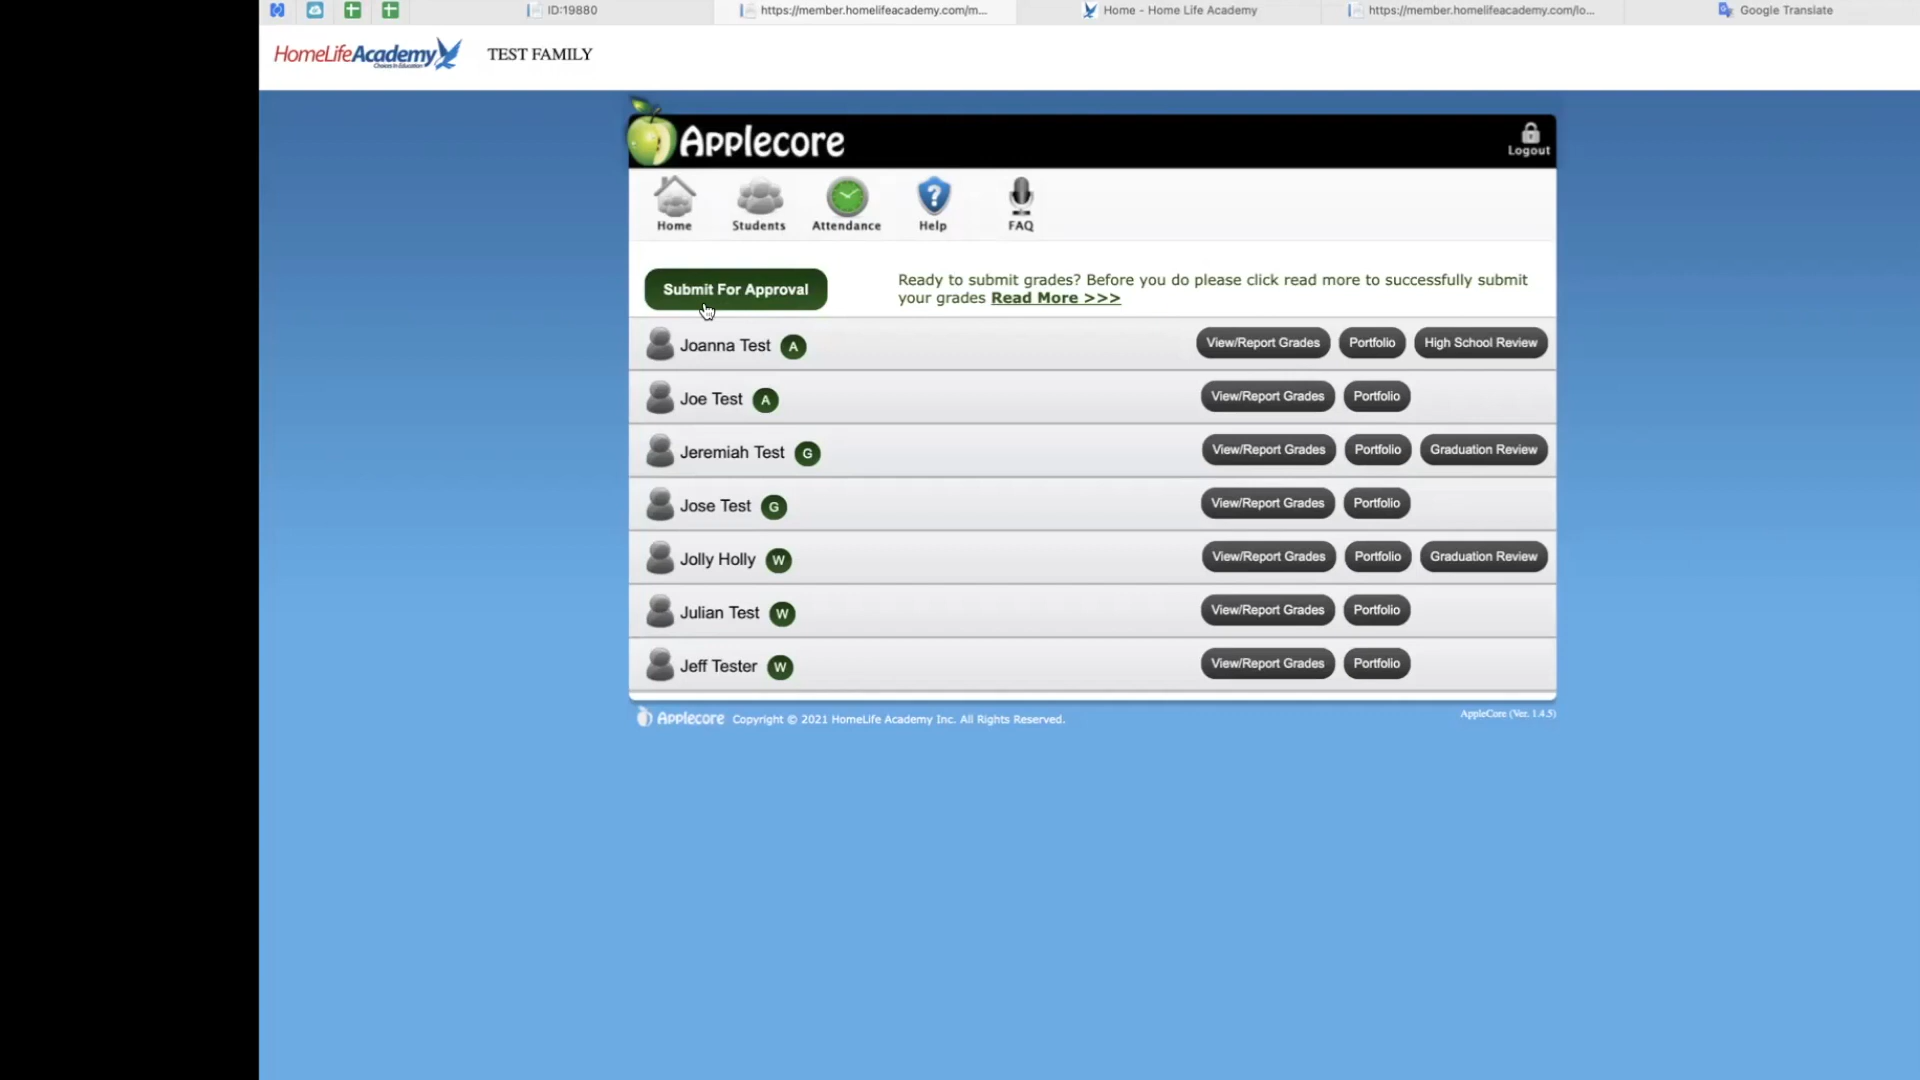 ID:19880
https://member.homelifeacademy.com/m...
Home - Home Life Academy
https://member.homelifeacademy.com/lo...
Google Translate
HomeLifeAcademy
Choices In Education
TEST FAMILY
Applecore
Logout
Home
Students
Attendance
Help
FAQ
Submit For Approval
Ready to submit grades? Before you do please click read more to successfully submit
your grades Read More >>>
Joanna Test A View/Report Grades Portfolio High School Review
Joe Test A View/Report Grades Portfolio
Jeremiah Test G View/Report Grades Portfolio Graduation Review
Jose Test G View/Report Grades Portfolio
Jolly Holly W View/Report Grades Portfolio Graduation Review
Julian Test W View/Report Grades Portfolio
Jeff Tester W View/Report Grades Portfolio
Applecore Copyright © 2021 HomeLife Academy Inc. All Rights Reserved.
AppleCore (Ver. 1.4.5)